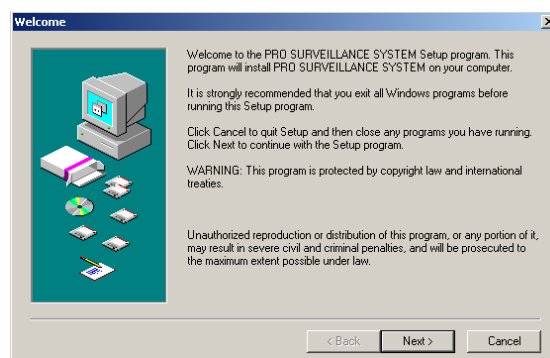 Welcome
Welcome to the PRO SURVEILLANCE SYSTEM Setup program. This
program will install PRO SURVEILLANCE SYSTEM on your computer.
It is strongly recommended that you exit all Windows programs before
running this Setup program.
Click Cancel to quit Setup and then close any programs you have running.
Click Next to continue with the Setup program.
WARNING: This program is protected by copyright law and international
treaties.
Unauthorized reproduction or distribution of this program, or any portion of it,
may result in severe civil and criminal penalties, and will be prosecuted to
the maximum extent possible under law.
< Back
Next >
Cancel